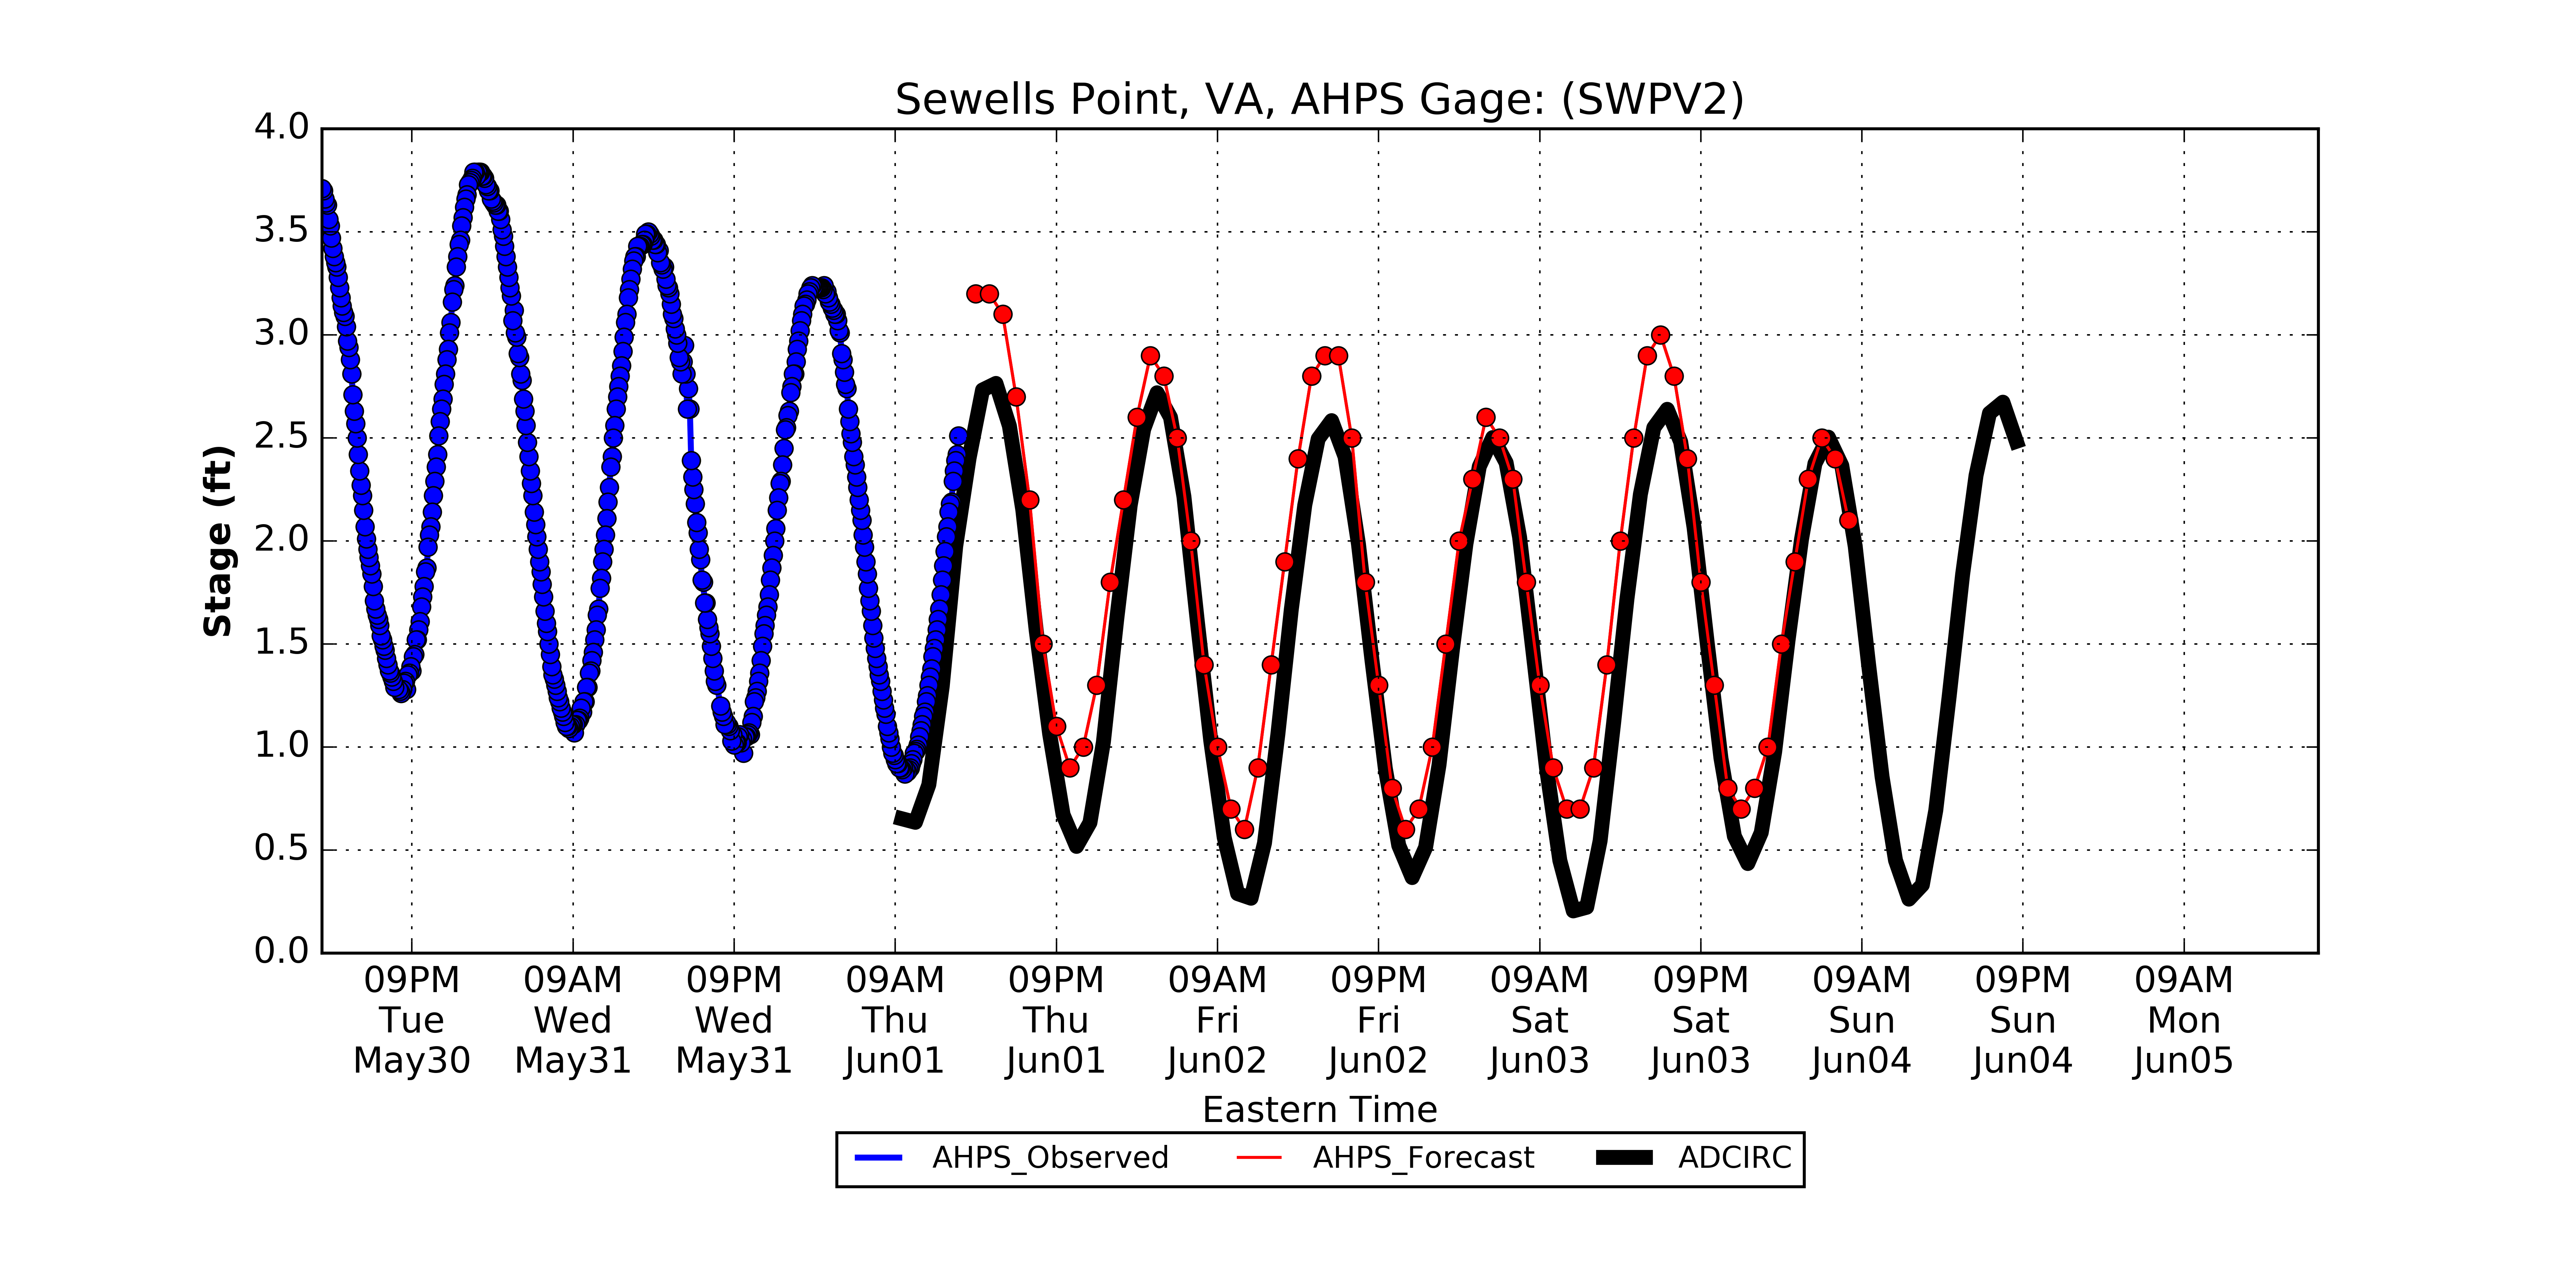 Sewells Point, VA, AHPS Gage: (SWPV2)
4.0
3.5
3.0
2.5
2.0
1.5
1.0
0.5
0.0
Stage (ft)
09PM 09AM 09PM 09AM 09PM 09AM 09PM 09AM 09PM 09AM 09PM 09AM
Tue Wed Wed Thu Thu Fri Fri Sat Sat Sun Sun Mon
May30 May31 May31 Jun01 Jun01 Jun02 Jun02 Jun03 Jun03 Jun04 Jun04 Jun05
Eastern Time
AHPS_Observed AHPS_Forecast ADCIRC